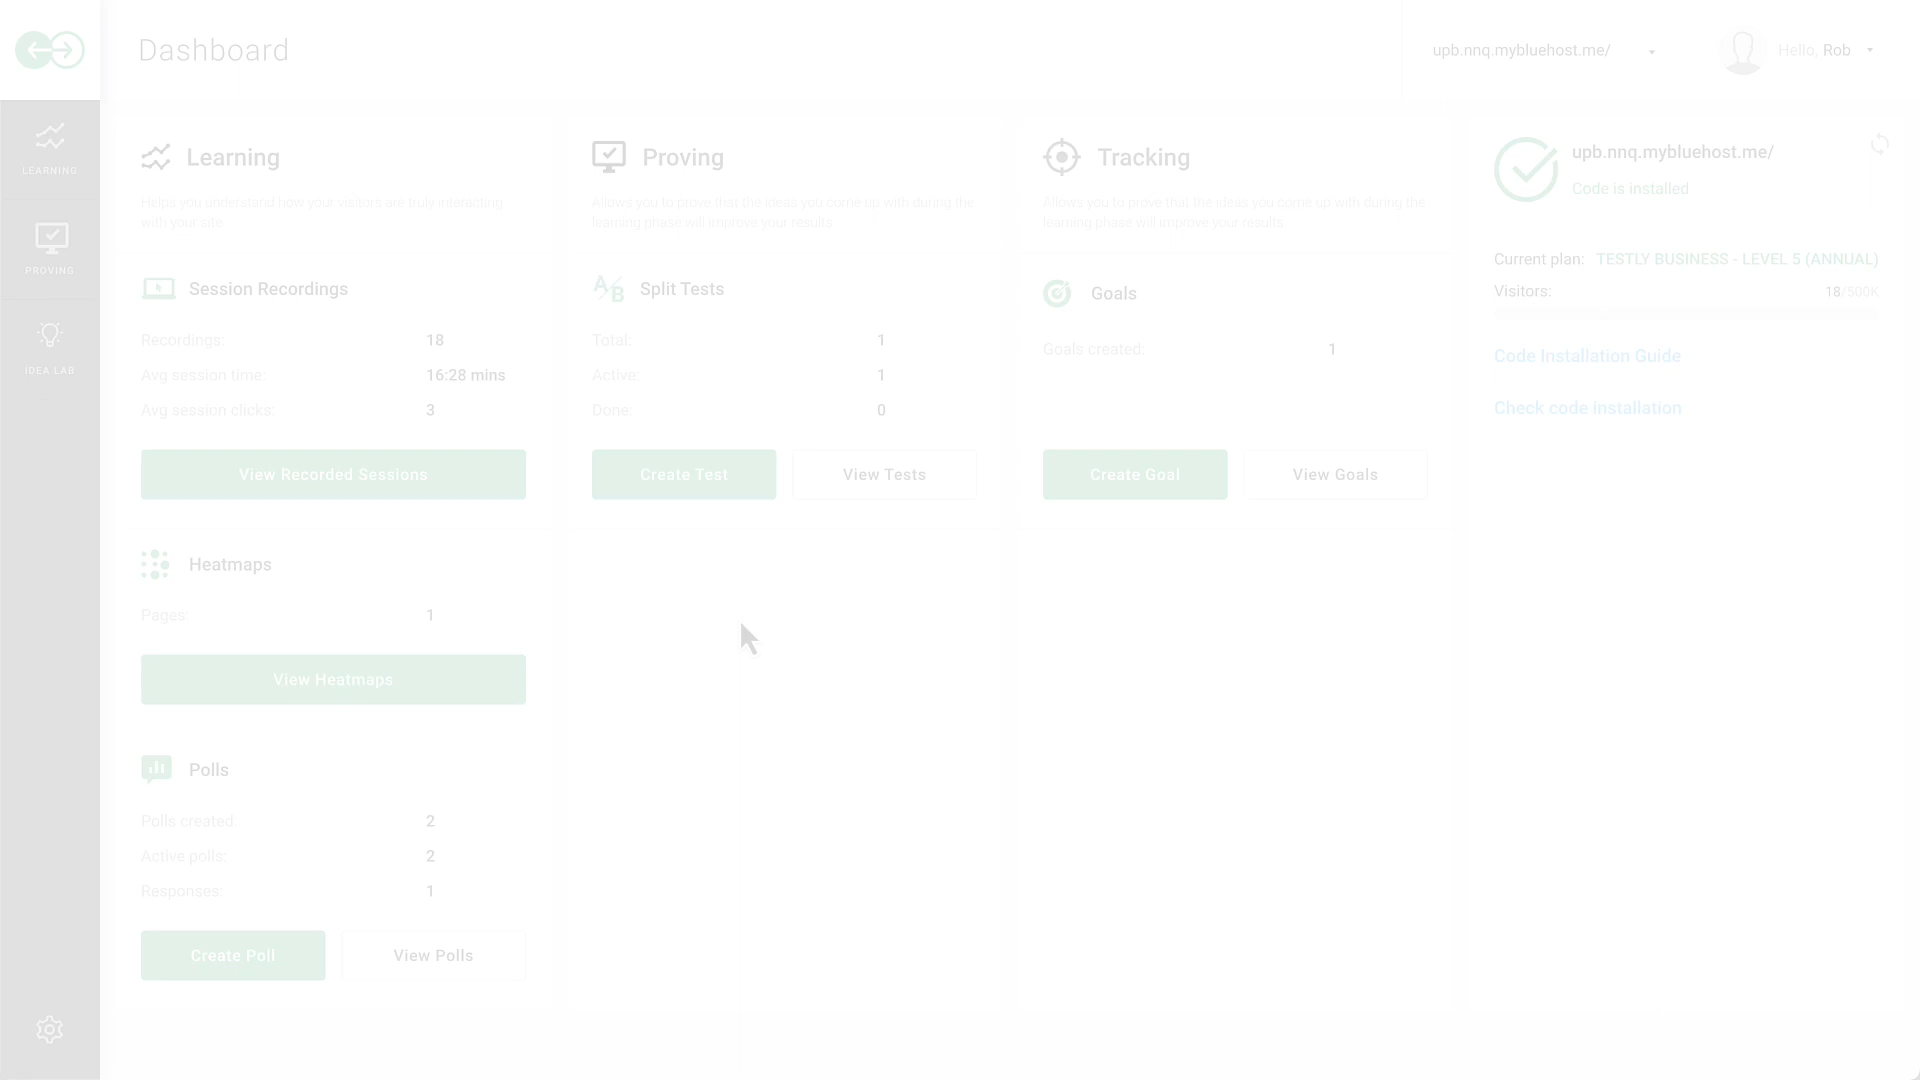 Dashboard
upb.nnq.mybluehost.me/
Hello, Rob
LEARNING
PROVING
IDEA LAB
Learning
Helps you understand how your visitors are truly interacting
with your site.
Session Recordings
Recordings: 18
Avg session time: 16:28 mins
Avg session clicks: 3
View Recorded Sessions
Heatmaps
Pages: 1
View Heatmaps
Polls
Polls created: 2
Active polls: 2
Responses: 1
Create Poll
View Polls
Proving
Allows you to prove that the ideas you come up with during the
learning phase will improve your results.
A/B
Split Tests
Total: 1
Active: 1
Done: 0
Create Test
View Tests
Tracking
Allows you to prove that the ideas you come up with during the
learning phase will improve your results.
Goals
Goals created: 1
Create Goal
View Goals
upb.nnq.mybluehost.me/
Code is installed
Current plan: TESTLY BUSINESS - LEVEL 5 (ANNUAL)
Visitors: 18/500K
Code Installation Guide
Check code installation